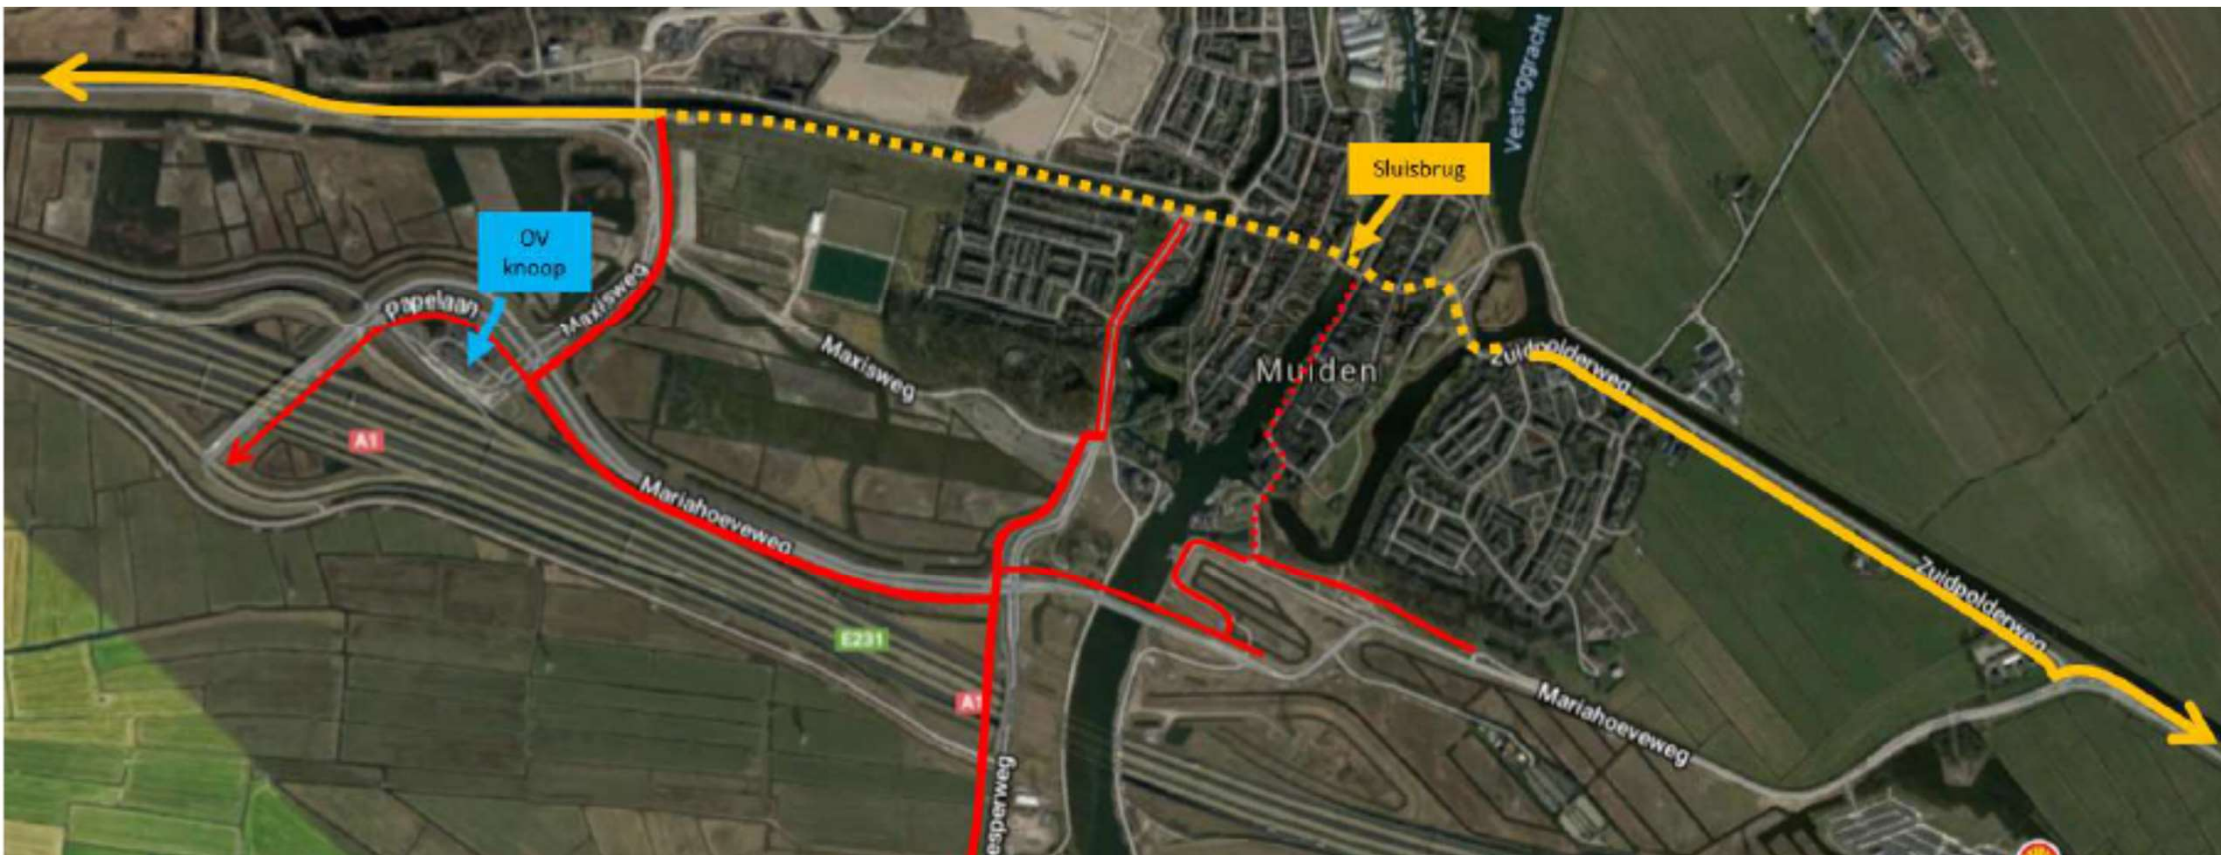 Vestinggracht
Sluisbrug
OV
knoop
Papelaan
Maxisweg
Maxisweg
Muiden
Zuidpolderweg
A1
Mariahoeveweg
Zuidpolderweg
E231
A1
Mariahoeveweg
esperweg